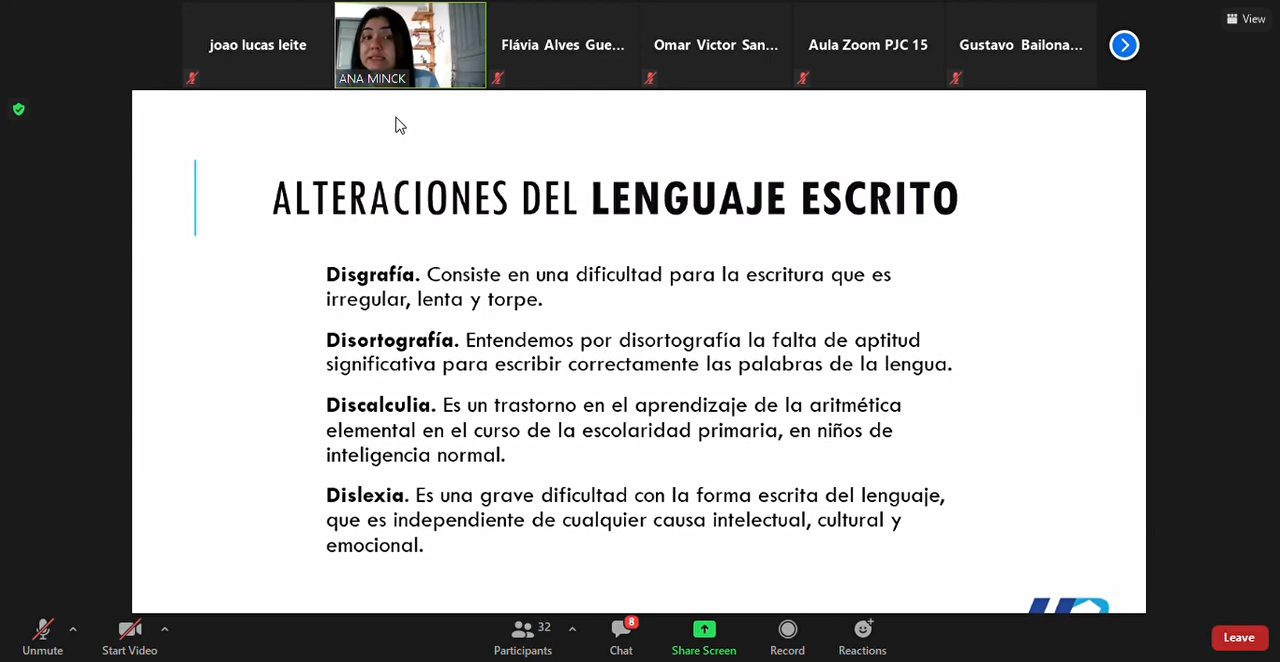 joao lucas leite
ANA MINCK
Flávia Alves Gue...
Omar Victor San...
Aula Zoom PJC 15
Gustavo Bailona...
View
ALTERACIONES DEL LENGUAJE ESCRITO
Disgrafía. Consiste en una dificultad para la escritura que es
irregular, lenta y torpe.
Disortografía. Entendemos por disortografía la falta de aptitud
significativa para escribir correctamente las palabras de la lengua.
Discalculia. Es un trastorno en el aprendizaje de la aritmética
elemental en el curso de la escolaridad primaria, en niños de
inteligencia normal.
Dislexia. Es una grave dificultad con la forma escrita del lenguaje,
que es independiente de cualquier causa intelectual, cultural y
emocional.
Unmute
Start Video
32
Participants
8
Chat
Share Screen
Record
Reactions
Leave